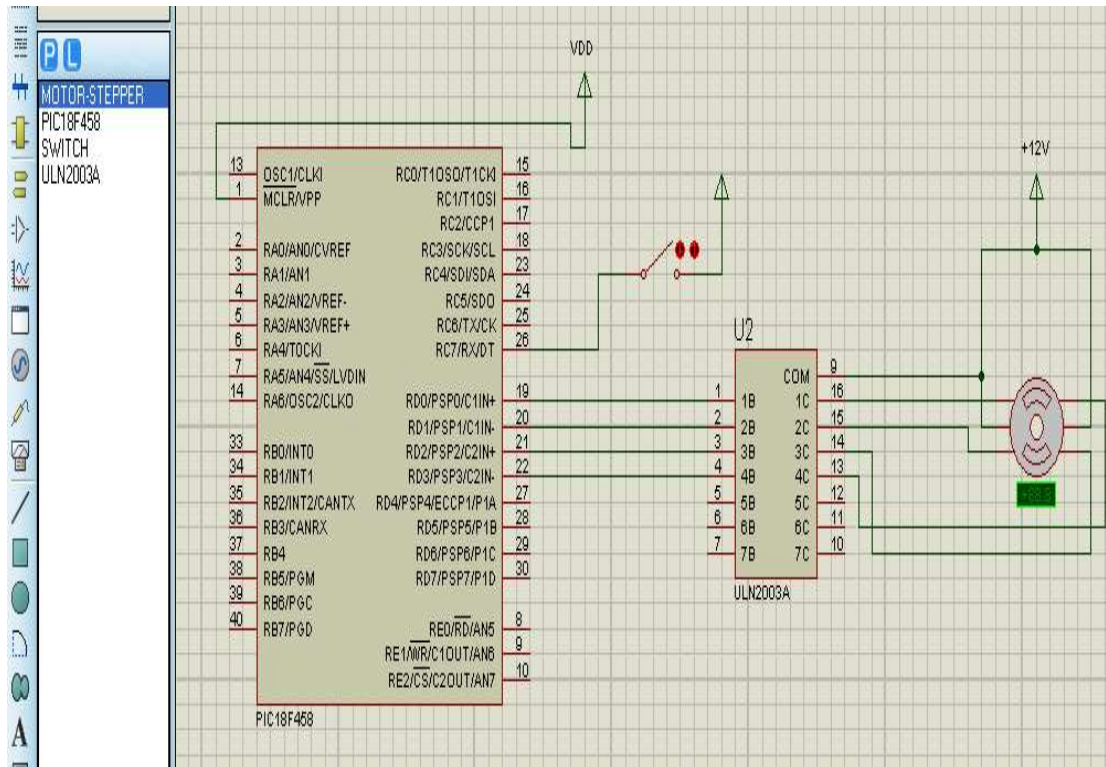 P L
MOTOR-STEPPER
PIC18F458
SWITCH
ULN2003A
A
VDD
+12V
13 OSC1/CLKI
1 MCLR/VPP
2 RA0/AN0/CVREF
3 RA1/AN1
4 RA2/AN2/VREF-
5 RA3/AN3/VREF+
6 RA4/T0CKI
7 RA5/AN4/SS/LVDIN
14 RA6/OSC2/CLKO
33 RB0/INT0
34 RB1/INT1
35 RB2/INT2/CANTX
36 RB3/CANRX
37 RB4
38 RB5/PGM
39 RB6/PGC
40 RB7/PGD
RC0/T1OSO/T1CKI 15
RC1/T1OSI 16
RC2/CCP1 17
RC3/SCK/SCL 18
RC4/SDI/SDA 23
RC5/SDO 24
RC6/TX/CK 25
RC7/RX/DT 26
RD0/PSP0/C1IN+ 19
RD1/PSP1/C1IN- 20
RD2/PSP2/C2IN+ 21
RD3/PSP3/C2IN- 22
RD4/PSP4/ECCP1/P1A 27
RD5/PSP5/P1B 28
RD6/PSP6/P1C 29
RD7/PSP7/P1D 30
RE0/RD/AN5 8
RE1/WR/C1OUT/AN6 9
RE2/CS/C2OUT/AN7 10
PIC18F458
U2
COM 9
1 1B 1C 16
2 2B 2C 15
3 3B 3C 14
4 4B 4C 13
5 5B 5C 12
6 6B 6C 11
7 7B 7C 10
ULN2003A